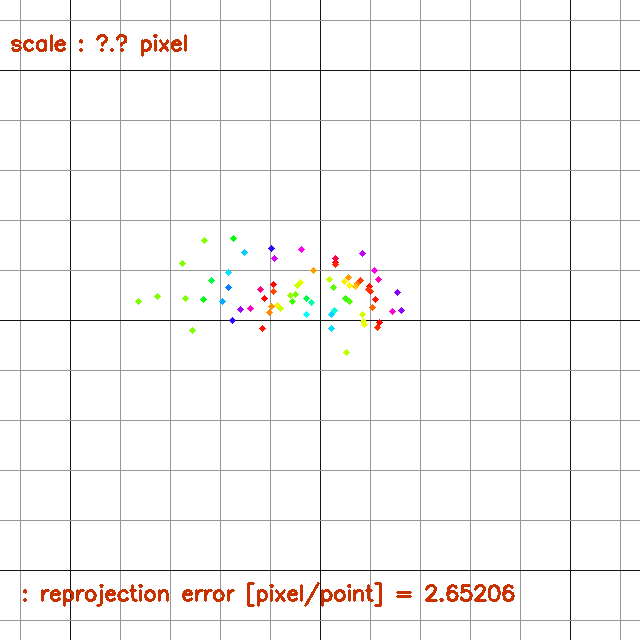 scale : ?.? pixel
: reprojection error [pixel/point] = 2.65206